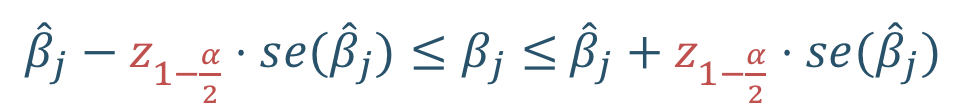 β̂ⱼ − z₁₋α/₂ · se(β̂ⱼ) ≤ βⱼ ≤ β̂ⱼ + z₁₋α/₂ · se(β̂ⱼ)